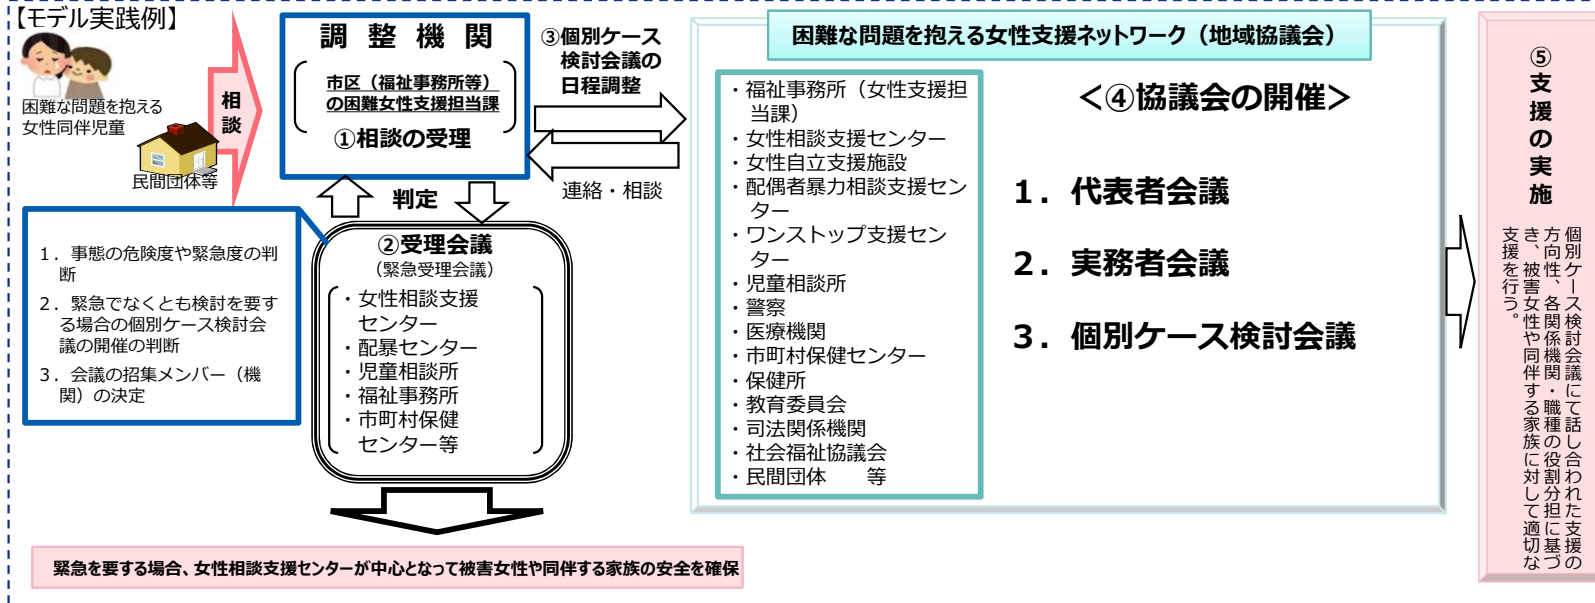 【モデル実践例】
困難な問題を抱える
女性同伴児童
民間団体等
相
談
調 整 機 関
市区（福祉事務所等）
の困難女性支援担当課
①相談の受理
判定
③個別ケース
検討会議の
日程調整
連絡・相談
1．事態の危険度や緊急度の判
断
2．緊急でなくとも検討を要す
る場合の個別ケース検討会
議の開催の判断
3．会議の招集メンバー（機
関）の決定
②受理会議
（緊急受理会議）
・女性相談支援
センター
・配暴センター
・児童相談所
・福祉事務所
・市町村保健
センター等
緊急を要する場合、女性相談支援センターが中心となって被害女性や同伴する家族の安全を確保
困難な問題を抱える女性支援ネットワーク（地域協議会）
・福祉事務所（女性支援担
当課）
・女性相談支援センター
・女性自立支援施設
・配偶者暴力相談支援セン
ター
・ワンストップ支援セン
ター
・児童相談所
・警察
・医療機関
・市町村保健センター
・保健所
・教育委員会
・司法関係機関
・社会福祉協議会
・民間団体　　等
＜④協議会の開催＞
1．代表者会議
2．実務者会議
3．個別ケース検討会議
⑤支援の実施
個別ケース検討会議にて話し合われた支援の
方向性、各関係機関・職種の役割分担に基づ
き、被害女性や同伴する家族に対して適切な
支援を行う。